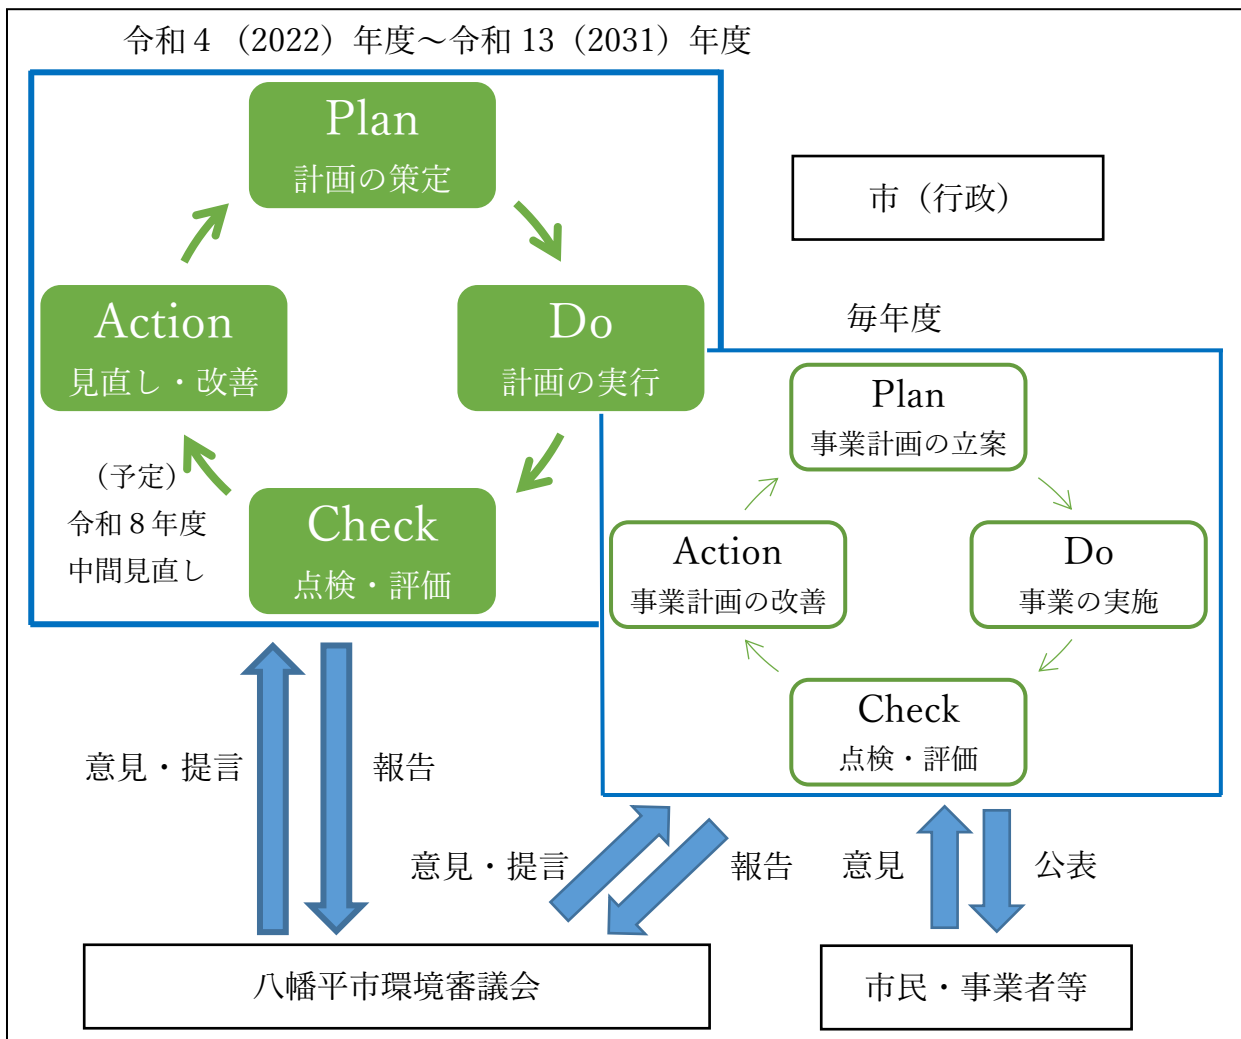 令和４（2022）年度～令和 13（2031）年度
Plan
計画の策定
Do
計画の実行
Check
点検・評価
Action
見直し・改善
（予定）
令和８年度
中間見直し
市（行政）
毎年度
Plan
事業計画の立案
Do
事業の実施
Check
点検・評価
Action
事業計画の改善
意見・提言
報告
意見・提言
報告
意見
公表
八幡平市環境審議会
市民・事業者等